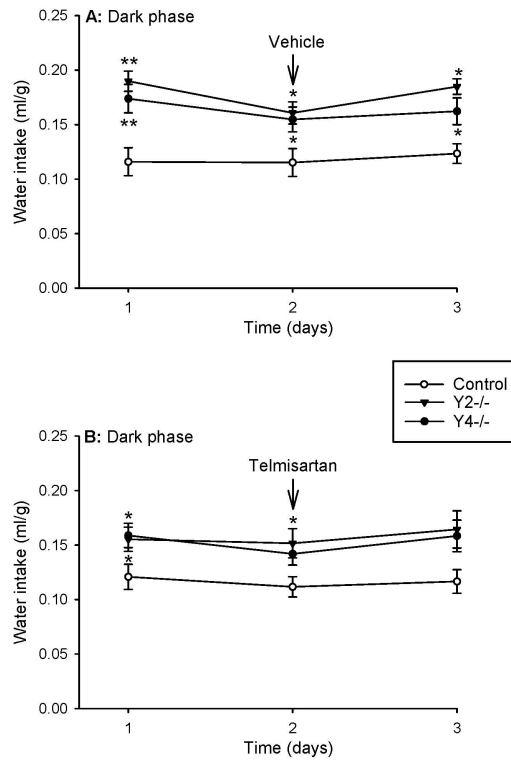 A: Dark phase
Vehicle
Water intake (ml/g)
0.25
0.20
0.15
0.10
0.05
0.00
**
**
*
*
*
*
1 2 3
Time (days)
Control
Y2-/-
Y4-/-
B: Dark phase
Telmisartan
Water intake (ml/g)
0.25
0.20
0.15
0.10
0.05
0.00
*
*
*
1 2 3
Time (days)